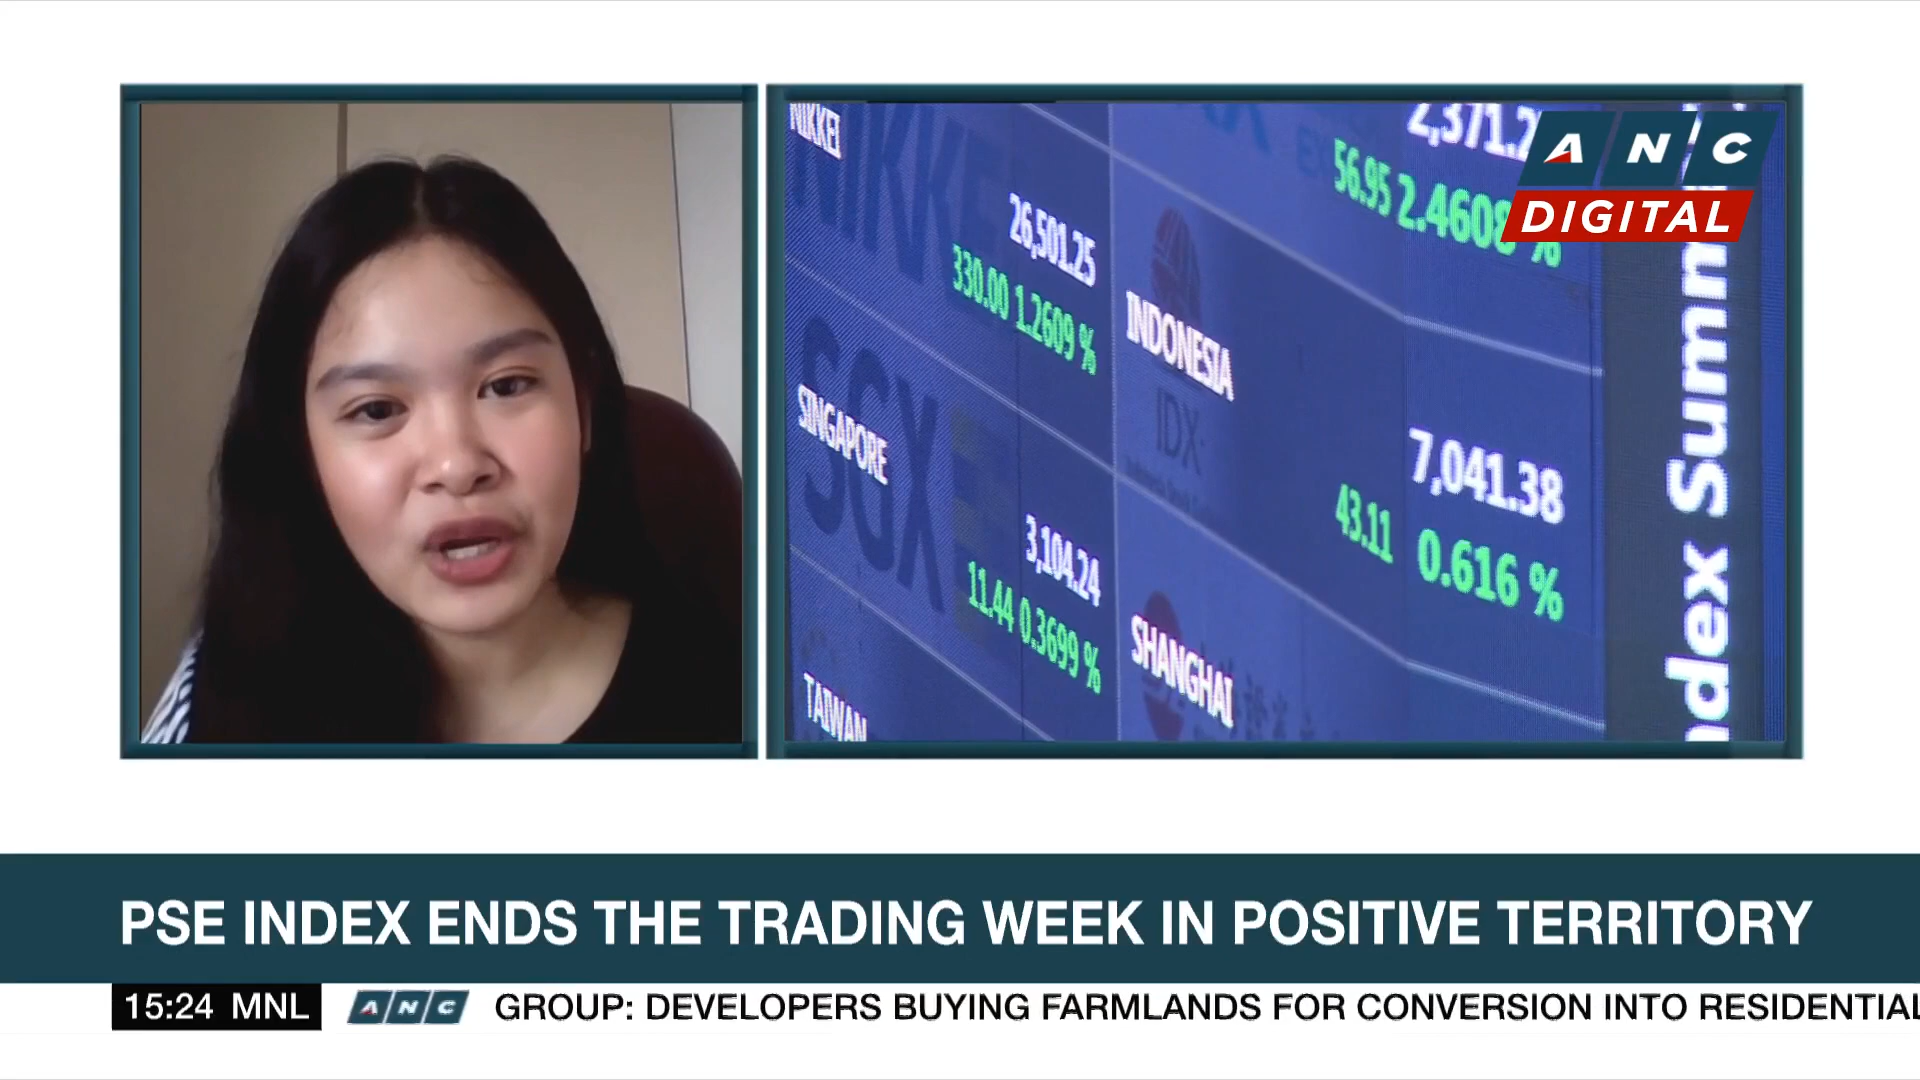 NIKKEI
26,501.25
330.00 1.2609 %
SINGAPORE
SGX
3,104.24
11.44 0.3699 %
TAIWAN
56.95
INDONESIA
IDX
7,041.38
43.11 0.616 %
SHANGHAI
ANC
DIGITAL
PSE INDEX ENDS THE TRADING WEEK IN POSITIVE TERRITORY
15:24 MNL
ANC
GROUP: DEVELOPERS BUYING FARMLANDS FOR CONVERSION INTO RESIDENTIAL